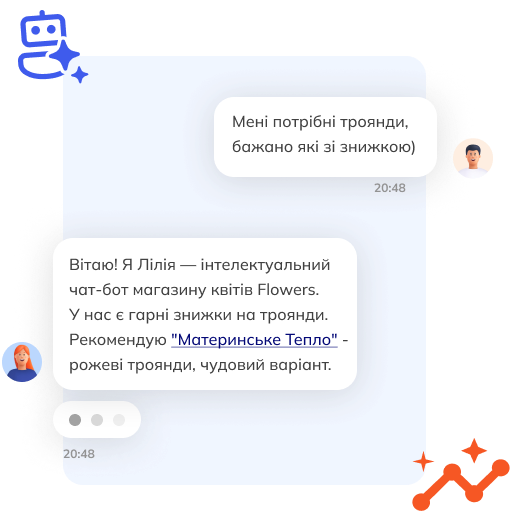 Мені потрібні троянди,
бажано які зі знижкою)
20:48
Вітаю! Я Лілія — інтелектуальний
чат-бот магазину квітів Flowers.
У нас є гарні знижки на троянди.
Рекомендую "Материнське Тепло" -
рожеві троянди, чудовий варіант.
20:48